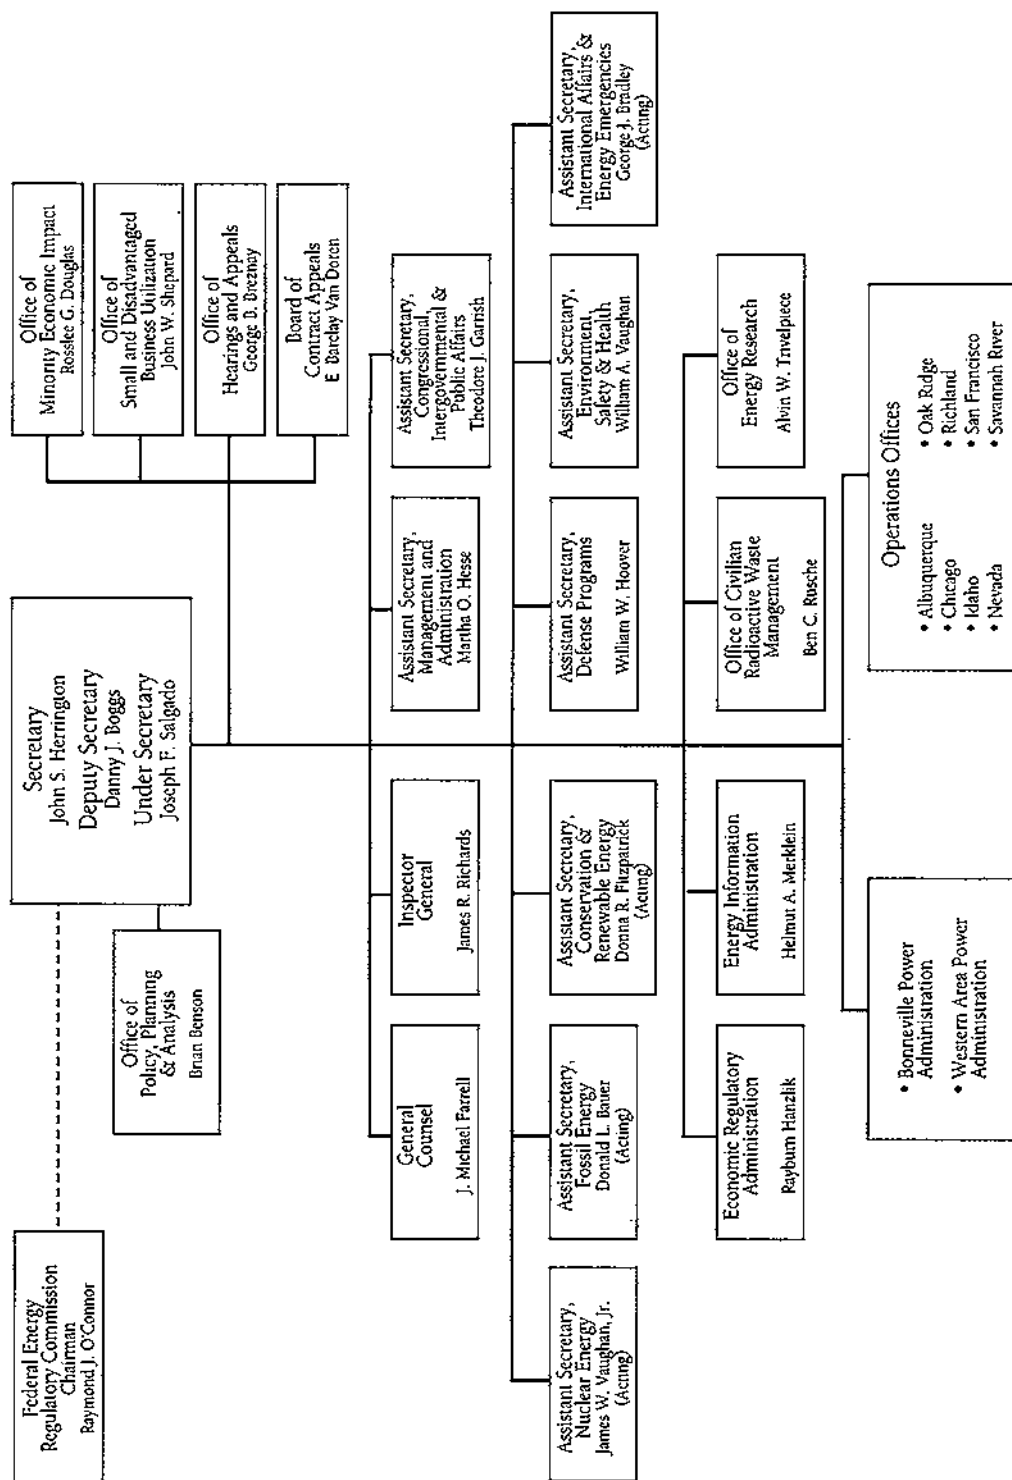 Federal Energy
Regulatory Commission
Chairman
Raymond J. O'Connor
Secretary
John S. Herrington
Deputy Secretary
Danny J. Boggs
Under Secretary
Joseph F. Salgado
Office of
Policy, Planning
& Analysis
Brian Benson
Office of
Minority Economic Impact
Rosslee G. Douglas
Office of
Small and Disadvantaged
Business Utilization
John W. Shepard
Office of
Hearings and Appeals
George B. Breznay
Board of
Contract Appeals
E Barclay Van Doren
General
Counsel
J. Michael Farrell
Inspector
General
James R. Richards
Assistant Secretary,
Management and
Administration
Martha O. Hesse
Assistant Secretary,
Congressional,
Intergovernmental &
Public Affairs
Theodore J. Garrish
Assistant Secretary,
Nuclear Energy
James W. Vaughan, Jr.
(Acting)
Assistant Secretary,
Fossil Energy
Donald L. Bauer
(Acting)
Assistant Secretary,
Conservation &
Renewable Energy
Donna R. Fitzpatrick
(Acting)
Assistant Secretary,
Defense Programs
William W. Hoover
Assistant Secretary,
Environment,
Safety & Health
William A. Vaughan
Assistant Secretary,
International Affairs &
Energy Emergencies
George J. Bradley
(Acting)
Economic Regulatory
Administration
Rayburn Hanzlik
Energy Information
Administration
Helmut A. Merklein
Office of Civilian
Radioactive Waste
Management
Ben C. Rusche
Office of
Energy Research
Alvin W. Trivelpiece
• Bonneville Power
Administration
• Western Area Power
Administration
Operations Offices
• Albuquerque
• Chicago
• Idaho
• Nevada
• Oak Ridge
• Richland
• San Francisco
• Savannah River